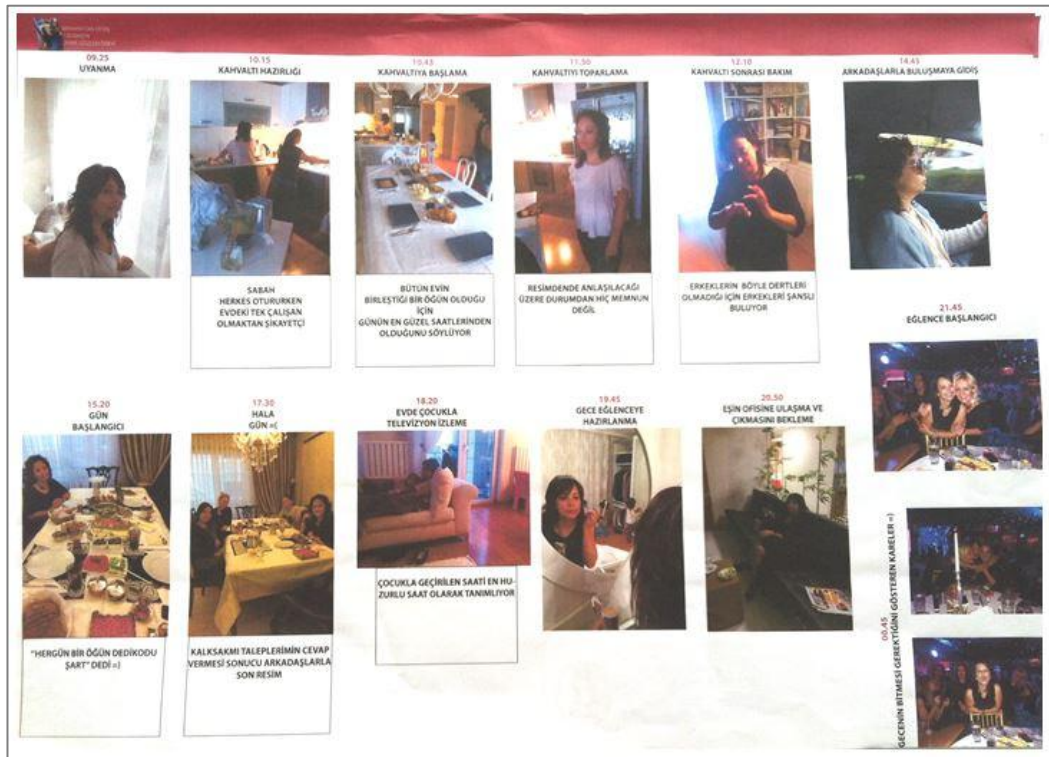 09.25
UYANMA
10.15
KAHVALTI HAZIRLIĞI
SABAH
HERKES OTURURKEN
EVDEKİ TEK ÇALIŞAN
OLMAKTAN ŞİKAYETÇİ
10.43
KAHVALTIYA BAŞLAMA
BÜTÜN EVİN
BİRLEŞTİĞİ BİR ÖĞÜN OLDUĞU
İÇİN
GÜNÜN EN GÜZEL SAATLERİNDEN
OLDUĞUNU SÖYLÜYOR
11.50
KAHVALTIYI TOPARLAMA
RESİMDENDE ANLAŞILACAĞI
ÜZERE DURUMDAN HİÇ MEMNUN
DEĞİL
12.10
KAHVALTI SONRASI BAKIM
ERKEKLERİN BÖYLE DERTLERİ
OLMADIĞI İÇİN ERKEKLERİ ŞANSLI
BULUYOR
14.45
ARKADAŞLARLA BULUŞMAYA GİDİŞ
15.20
GÜN
BAŞLANGICI
"HERGÜN BİR ÖĞÜN DEDİKODU
ŞART" DEDİ =)
17.30
HALA
GÜN =(
KALKSAKMI TALEPLERİMİN CEVAP
VERMESİ SONUCU ARKADAŞLARLA
SON RESİM
18.20
EVDE ÇOCUKLA
TELEVİZYON İZLEME
ÇOCUKLA GEÇİRİLEN SAATİ EN HU-
ZURLU SAAT OLARAK TANIMLIYOR
19.45
GECE EĞLENCEYE
HAZIRLANMA
20.50
EŞİN OFİSİNE ULAŞMA VE
ÇIKMASINI BEKLEME
21.45
EĞLENCE BAŞLANGICI
00.45
GECENİN BİTMESİ GEREKTİĞİNİ GÖSTEREN KARELER =)